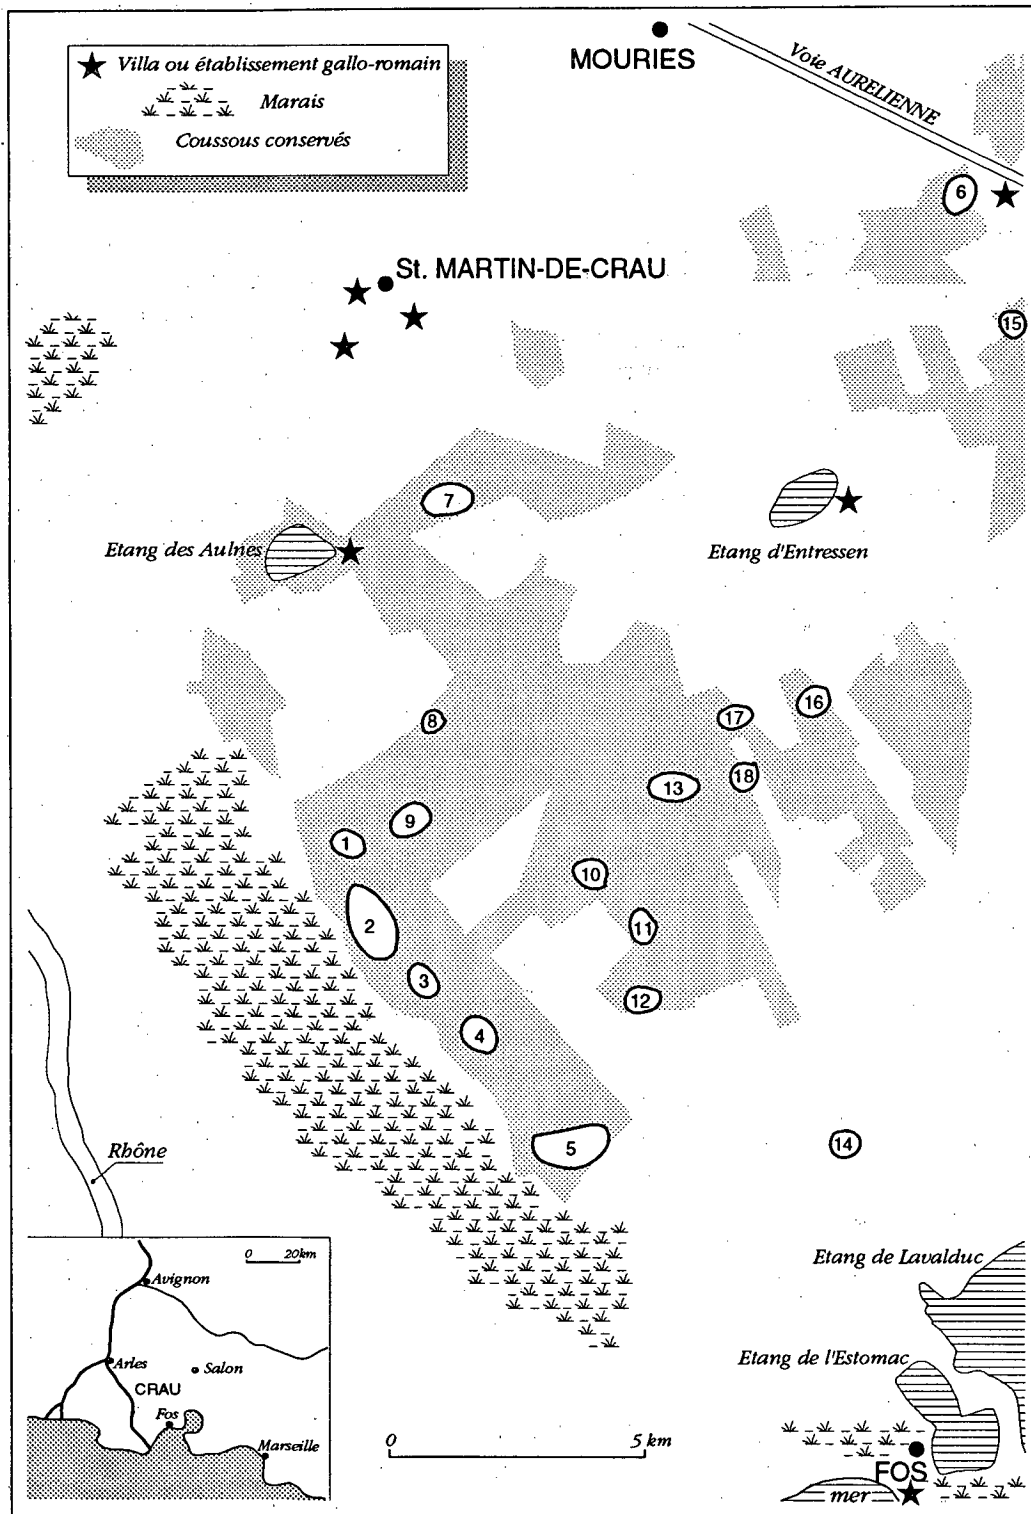 MOURIES
Voie AURELIENNE
Villa ou établissement gallo-romain
Marais
Coussous conservés
6
St. MARTIN-DE-CRAU
15
7
Etang des Aulnes
Etang d'Entressen
16
8
17
18
13
9
1
10
2
11
3
12
4
5
14
Rhône
0 20km
Avignon
Arles
Salon
CRAU
Fos
Marseille
Etang de Lavalduc
Etang de l'Estomac
0 5 km
FOS
mer